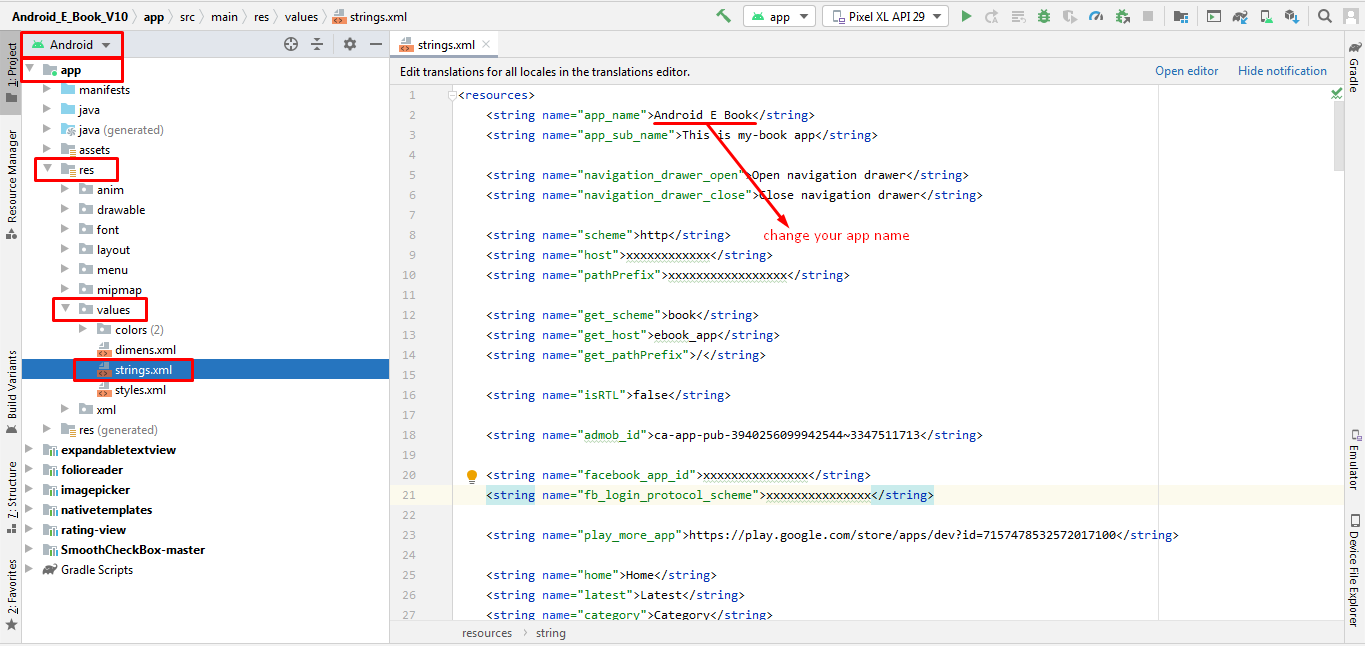 Android_E_Book_V10 app src main res values strings.xml app Pixel XL API 29
1: Project
Resource Manager
Build Variants
7: Structure
2: Favorites
Android
app
manifests
java
java (generated)
assets
res
anim
drawable
font
layout
menu
mipmap
values
colors (2)
dimens.xml
strings.xml
styles.xml
xml
res (generated)
expandabletextview
folioreader
imagepicker
nativetemplates
rating-view
SmoothCheckBox-master
Gradle Scripts
strings.xml
Edit translations for all locales in the translations editor. Open editor Hide notification
1 <resources>
2 <string name="app_name">Android E Book</string>
3 <string name="app_sub_name">This is my-book app</string>
4
5 <string name="navigation_drawer_open">Open navigation drawer</string>
6 <string name="navigation_drawer_close">Close navigation drawer</string>
7
8 <string name="scheme">http</string>
change your app name
9 <string name="host">xxxxxxxxxxxx</string>
10 <string name="pathPrefix">xxxxxxxxxxxxxxxxx</string>
11
12 <string name="get_scheme">book</string>
13 <string name="get_host">ebook_app</string>
14 <string name="get_pathPrefix">/</string>
15
16 <string name="isRTL">false</string>
17
18 <string name="admob_id">ca-app-pub-3940256099942544~3347511713</string>
19
20 <string name="facebook_app_id">xxxxxxxxxxxxxxx</string>
21 <string name="fb_login_protocol_scheme">xxxxxxxxxxxxxxx</string>
22
23 <string name="play_more_app">https://play.google.com/store/apps/dev?id=7157478532572017100</string>
24
25 <string name="home">Home</string>
26 <string name="latest">Latest</string>
27 <string name="category">Category</string>
resources string
Gradle
Emulator
Device File Explorer